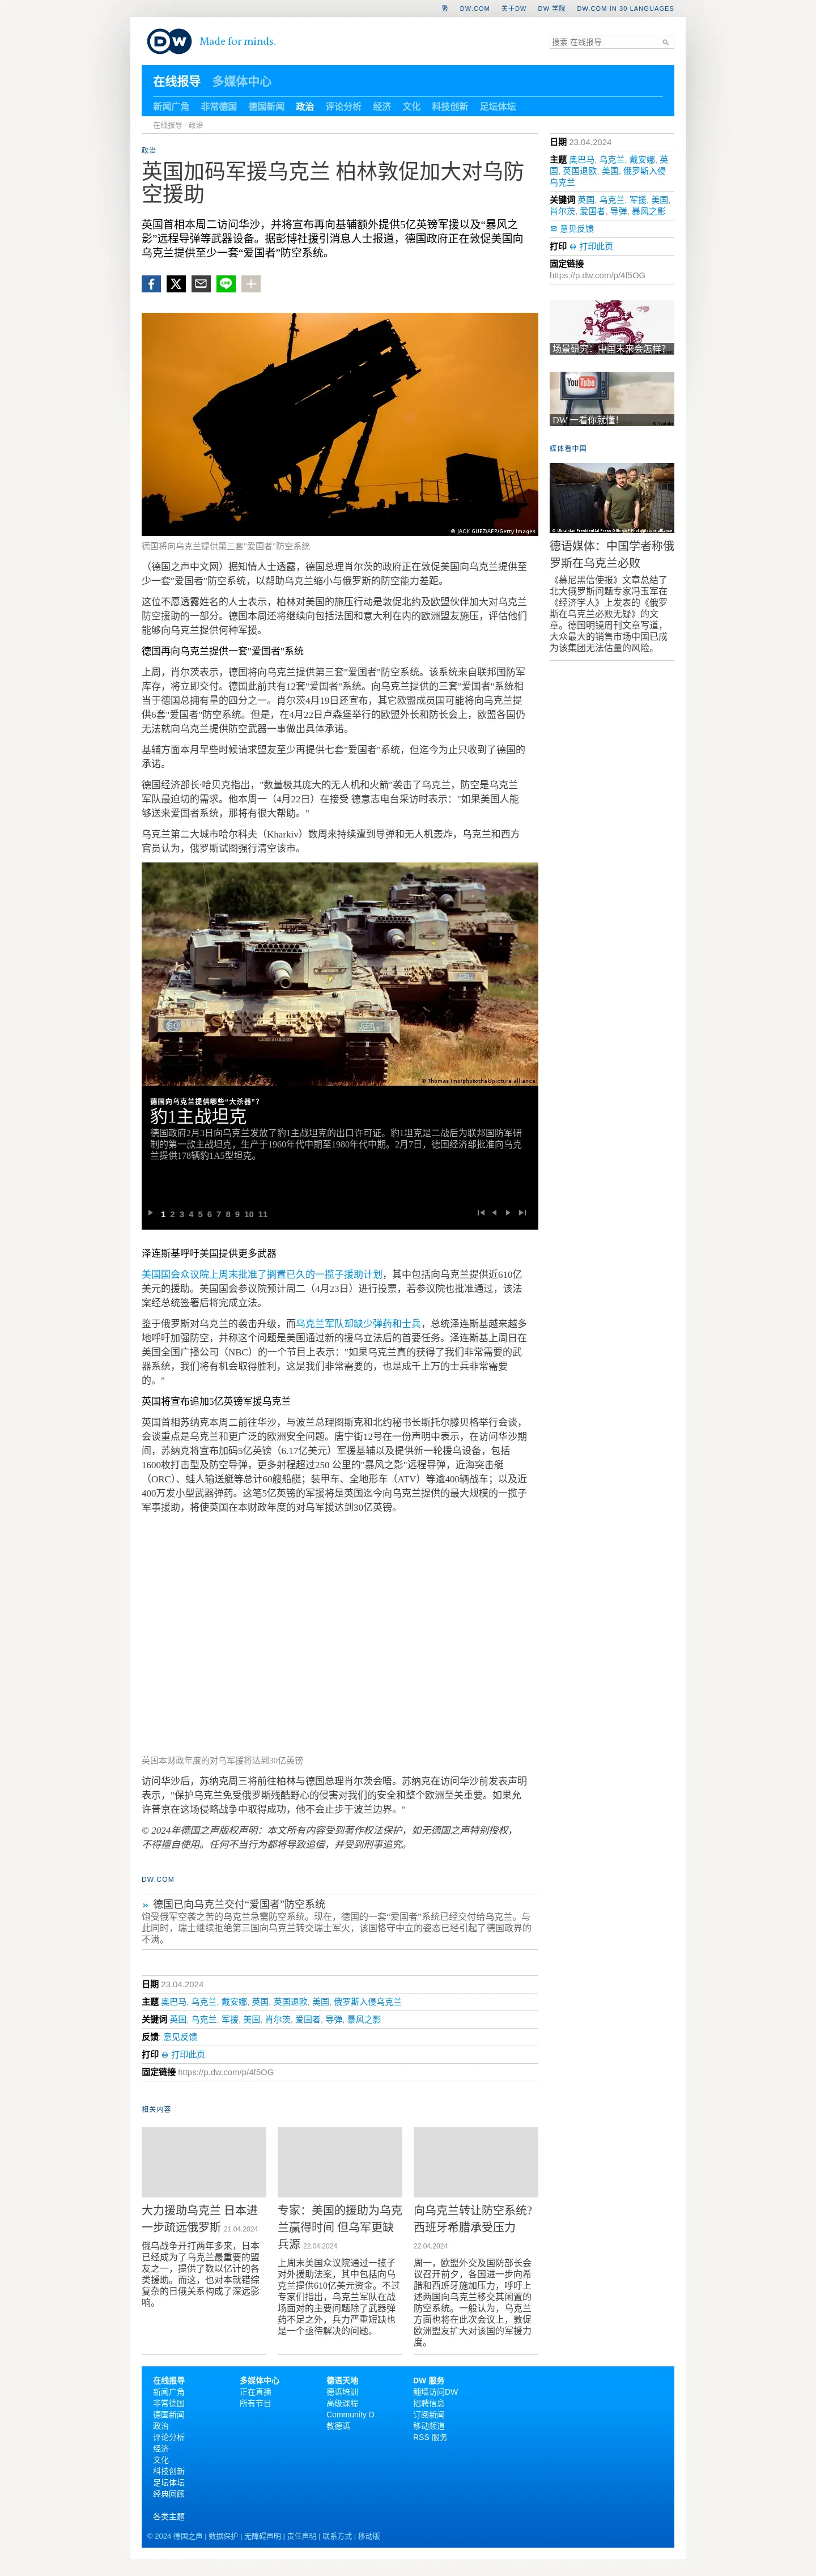 繁 DW.COM 关于DW DW 学院 DW.COM IN 30 LANGUAGES
DW Made for minds.
搜索 在线报导
在线报导 多媒体中心
新闻广角 非常德国 德国新闻 政治 评论分析 经济 文化 科技创新 足坛体坛
在线报导 / 政治
政治
英国加码军援乌克兰 柏林敦促加大对乌防
空援助
英国首相本周二访问华沙，并将宣布再向基辅额外提供5亿英镑军援以及“暴风之
影”远程导弹等武器设备。据彭博社援引消息人士报道，德国政府正在敦促美国向
乌克兰提供至少一套“爱国者”防空系统。
© JACK GUEZ/AFP/Getty Images
德国将向乌克兰提供第三套"爱国者"防空系统
（德国之声中文网）据知情人士透露，德国总理肖尔茨的政府正在敦促美国向乌克兰提供至
少一套"爱国者"防空系统，以帮助乌克兰缩小与俄罗斯的防空能力差距。
这位不愿透露姓名的人士表示，柏林对美国的施压行动是敦促北约及欧盟伙伴加大对乌克兰
防空援助的一部分。德国本周还将继续向包括法国和意大利在内的欧洲盟友施压，评估他们
能够向乌克兰提供何种军援。
德国再向乌克兰提供一套"爱国者"系统
上周，肖尔茨表示，德国将向乌克兰提供第三套"爱国者"防空系统。该系统来自联邦国防军
库存，将立即交付。德国此前共有12套"爱国者"系统。向乌克兰提供的三套"爱国者"系统相
当于德国总拥有量的四分之一。肖尔茨4月19日还宣布，其它欧盟成员国可能将向乌克兰提
供6套"爱国者"防空系统。但是，在4月22日卢森堡举行的欧盟外长和防长会上，欧盟各国仍
无法就向乌克兰提供防空武器一事做出具体承诺。
基辅方面本月早些时候请求盟友至少再提供七套"爱国者"系统，但迄今为止只收到了德国的
承诺。
德国经济部长·哈贝克指出，"数量极其庞大的无人机和火箭"袭击了乌克兰，防空是乌克兰
军队最迫切的需求。他本周一（4月22日）在接受 德意志电台采访时表示："如果美国人能
够送来爱国者系统，那将有很大帮助。"
乌克兰第二大城市哈尔科夫（Kharkiv）数周来持续遭到导弹和无人机轰炸，乌克兰和西方
官员认为，俄罗斯试图强行清空该市。
© Thomas Imo/photothek/picture alliance
德国向乌克兰提供哪些“大杀器”？
豹1主战坦克
德国政府2月3日向乌克兰发放了豹1主战坦克的出口许可证。豹1坦克是二战后为联邦国防军研
制的第一款主战坦克，生产于1960年代中期至1980年代中期。2月7日，德国经济部批准向乌克
兰提供178辆豹1A5型坦克。
1 2 3 4 5 6 7 8 9 10 11
泽连斯基呼吁美国提供更多武器
美国国会众议院上周末批准了搁置已久的一揽子援助计划，其中包括向乌克兰提供近610亿
美元的援助。美国国会参议院预计周二（4月23日）进行投票，若参议院也批准通过，该法
案经总统签署后将完成立法。
鉴于俄罗斯对乌克兰的袭击升级，而乌克兰军队却缺少弹药和士兵，总统泽连斯基越来越多
地呼吁加强防空，并称这个问题是美国通过新的援乌立法后的首要任务。泽连斯基上周日在
美国全国广播公司（NBC）的一个节目上表示："如果乌克兰真的获得了我们非常需要的武
器系统，我们将有机会取得胜利，这是我们非常需要的，也是成千上万的士兵非常需要
的。"
英国将宣布追加5亿英镑军援乌克兰
英国首相苏纳克本周二前往华沙，与波兰总理图斯克和北约秘书长斯托尔滕贝格举行会谈，
会谈重点是乌克兰和更广泛的欧洲安全问题。唐宁街12号在一份声明中表示，在访问华沙期
间，苏纳克将宣布加码5亿英镑（6.17亿美元）军援基辅以及提供新一轮援乌设备，包括
1600枚打击型及防空导弹，更多射程超过250 公里的"暴风之影"远程导弹，近海突击艇
（ORC）、蛙人输送艇等总计60艘船艇；装甲车、全地形车（ATV）等逾400辆战车；以及近
400万发小型武器弹药。这笔5亿英镑的军援将是英国迄今向乌克兰提供的最大规模的一揽子
军事援助，将使英国在本财政年度的对乌军援达到30亿英镑。
英国本财政年度的对乌军援将达到30亿英镑
访问华沙后，苏纳克周三将前往柏林与德国总理肖尔茨会晤。苏纳克在访问华沙前发表声明
表示，"保护乌克兰免受俄罗斯残酷野心的侵害对我们的安全和整个欧洲至关重要。如果允
许普京在这场侵略战争中取得成功，他不会止步于波兰边界。"
© 2024年德国之声版权声明：本文所有内容受到著作权法保护，如无德国之声特别授权，
不得擅自使用。任何不当行为都将导致追偿，并受到刑事追究。
DW.COM
德国已向乌克兰交付“爱国者”防空系统
饱受俄军空袭之苦的乌克兰急需防空系统。现在，德国的一套“爱国者”系统已经交付给乌克兰。与
此同时，瑞士继续拒绝第三国向乌克兰转交瑞士军火，该国恪守中立的姿态已经引起了德国政界的
不满。
日期 23.04.2024
主题 奥巴马, 乌克兰, 戴安娜, 英国, 英国退欧, 美国, 俄罗斯入侵乌克兰
关键词 英国, 乌克兰, 军援, 美国, 肖尔茨, 爱国者, 导弹, 暴风之影
反馈: 意见反馈
打印 打印此页
固定链接 https://p.dw.com/p/4f5OG
相关内容
大力援助乌克兰 日本进
一步疏远俄罗斯 21.04.2024
俄乌战争开打两年多来，日本
已经成为了乌克兰最重要的盟
友之一，提供了数以亿计的各
类援助。而这，也对本就错综
复杂的日俄关系构成了深远影
响。
专家：美国的援助为乌克
兰赢得时间 但乌军更缺
兵源 22.04.2024
上周末美国众议院通过一揽子
对外援助法案，其中包括向乌
克兰提供610亿美元资金。不过
专家们指出，乌克兰军队在战
场面对的主要问题除了武器弹
药不足之外，兵力严重短缺也
是一个亟待解决的问题。
向乌克兰转让防空系统?
西班牙希腊承受压力
22.04.2024
周一，欧盟外交及国防部长会
议召开前夕，各国进一步向希
腊和西班牙施加压力，呼吁上
述两国向乌克兰移交其闲置的
防空系统。一般认为，乌克兰
方面也将在此次会议上，敦促
欧洲盟友扩大对该国的军援力
度。
日期 23.04.2024
主题 奥巴马, 乌克兰, 戴安娜, 英
国, 英国退欧, 美国, 俄罗斯入侵
乌克兰
关键词 英国, 乌克兰, 军援, 美国,
肖尔茨, 爱国者, 导弹, 暴风之影
意见反馈
打印 打印此页
固定链接
https://p.dw.com/p/4f5OG
场景研究：中国未来会怎样？
YouTube
DW 一看你就懂！
媒体看中国
© Ukrainian Presidential Press Office/UPI Photo/picture alliance
德语媒体：中国学者称俄
罗斯在乌克兰必败
《慕尼黑信使报》文章总结了
北大俄罗斯问题专家冯玉军在
《经济学人》上发表的《俄罗
斯在乌克兰必败无疑》的文
章。德国明镜周刊文章写道，
大众最大的销售市场中国已成
为该集团无法估量的风险。
在线报导
新闻广角
非常德国
德国新闻
政治
评论分析
经济
文化
科技创新
足坛体坛
经典回顾
各类主题
多媒体中心
正在直播
所有节目
德语天地
德语培训
高级课程
Community D
教德语
DW 服务
翻墙访问DW
招聘信息
订阅新闻
移动频道
RSS 服务
© 2024 德国之声 | 数据保护 | 无障碍声明 | 责任声明 | 联系方式 | 移动版